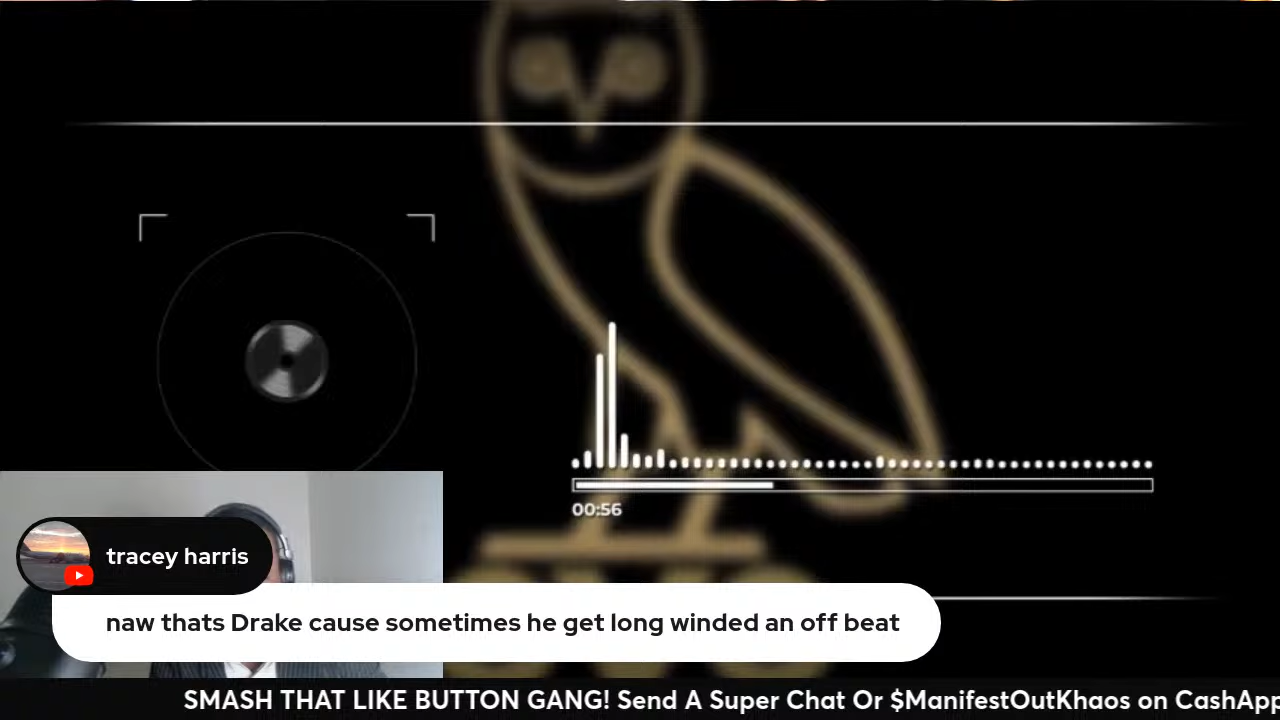 00:56
tracey harris
naw thats Drake cause sometimes he get long winded an off beat
SMASH THAT LIKE BUTTON GANG! Send A Super Chat Or $ManifestOutKhaos on CashApp